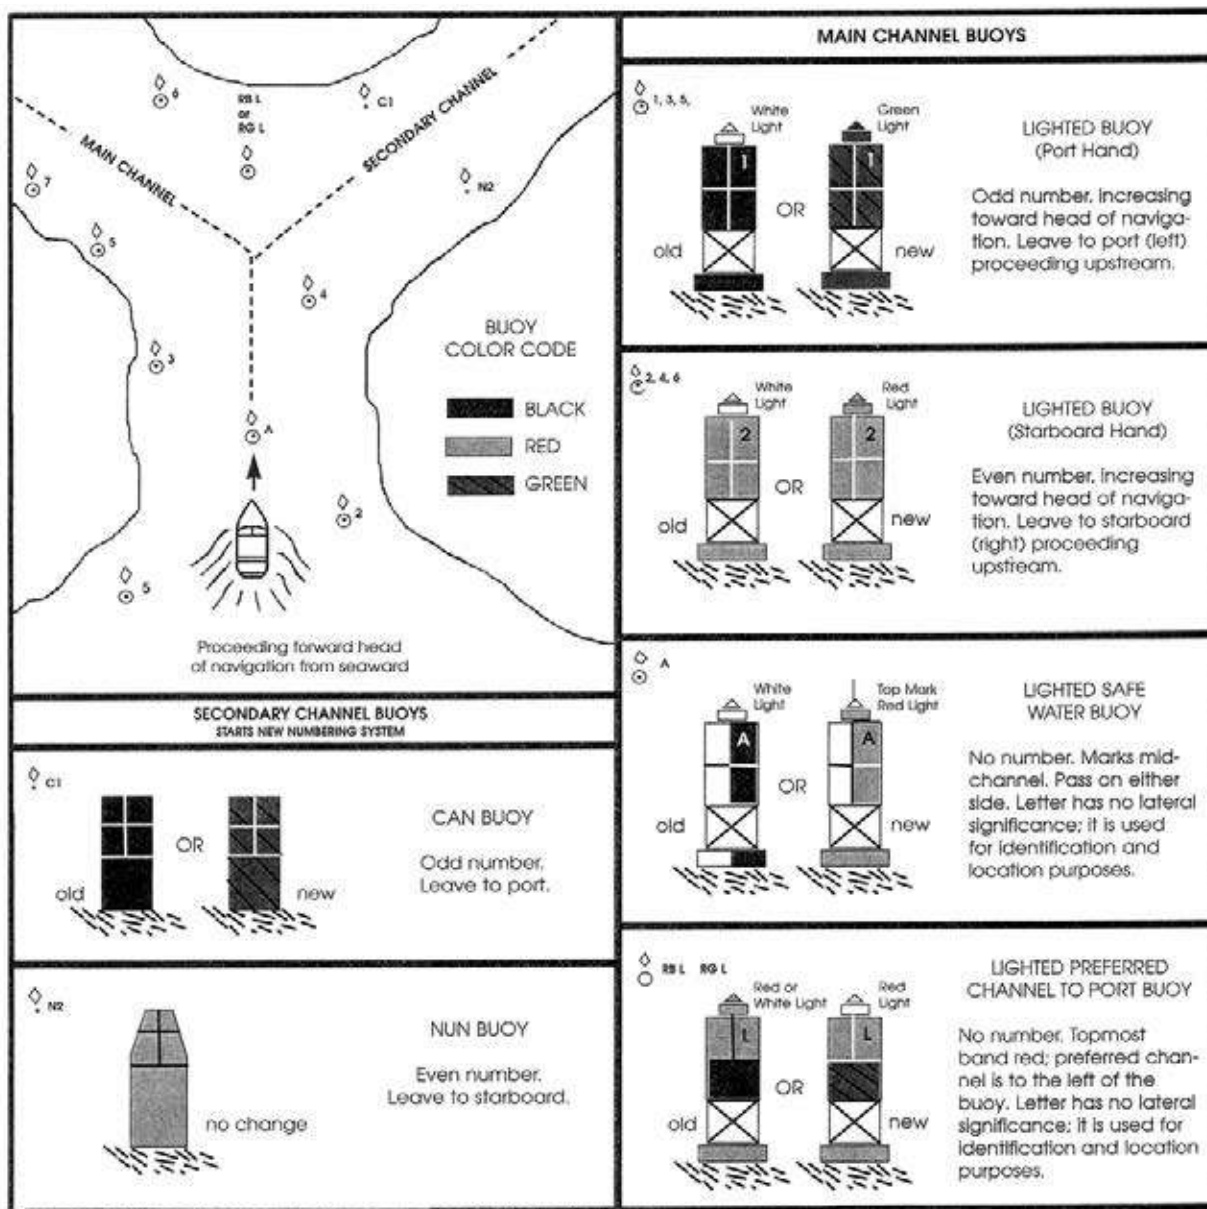 6
RB L
or
RG L
C1
MAIN CHANNEL
SECONDARY CHANNEL
7
N2
5
4
3
BUOY
COLOR CODE
BLACK
RED
GREEN
A
2
5
Proceeding forward head
of navigation from seaward
SECONDARY CHANNEL BUOYS
STARTS NEW NUMBERING SYSTEM
C1
OR
old
new
CAN BUOY
Odd number.
Leave to port.
N2
no change
NUN BUOY
Even number.
Leave to starboard.
MAIN CHANNEL BUOYS
1, 3, 5,
White
Light
Green
Light
1
1
OR
old
new
LIGHTED BUOY
(Port Hand)
Odd number, increasing
toward head of naviga-
tion. Leave to port (left)
proceeding upstream.
2, 4, 6
White
Light
Red
Light
2
2
OR
old
new
LIGHTED BUOY
(Starboard Hand)
Even number, increasing
toward head of naviga-
tion. Leave to starboard
(right) proceeding
upstream.
A
White
Light
Top Mark
Red Light
A
A
OR
old
new
LIGHTED SAFE
WATER BUOY
No number. Marks mid-
channel. Pass on either
side. Letter has no lateral
significance; it is used
for identification and
location purposes.
RB L RG L
Red or
White Light
Red
Light
L
L
OR
old
new
LIGHTED PREFERRED
CHANNEL TO PORT BUOY
No number. Topmost
band red; preferred chan-
nel is to the left of the
buoy. Letter has no lateral
significance; it is used for
identification and location
purposes.